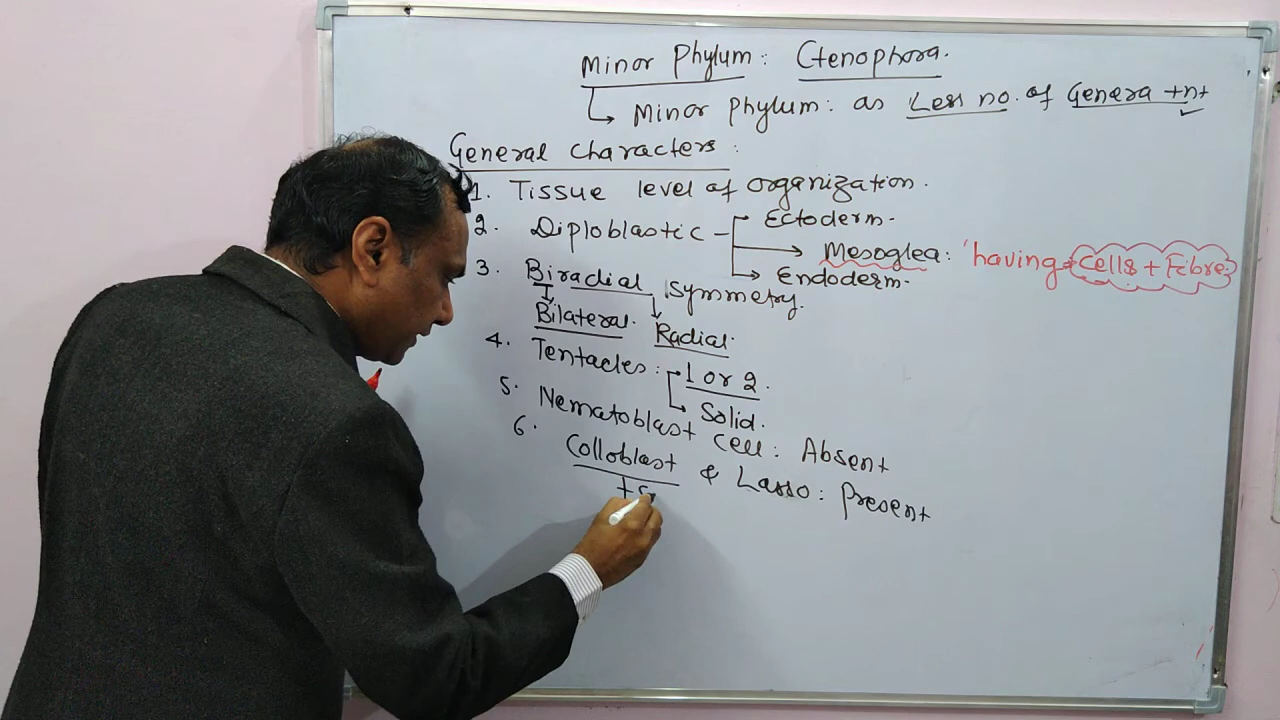 Minor Phylum: Ctenophora.
Minor Phylum: as Less no. of Genera +nt
General characters:
1. Tissue level of organization.
2. Diploblastic - Ectoderm.
Mesoglea: 'having cells + Fibre.
Endoderm.
3. Biradial symmetry.
Bilateral. Radial.
4. Tentacles: 1 or 2.
Solid.
5. Nematoblast cell: Absent
6. Colloblast & Lasso: Present